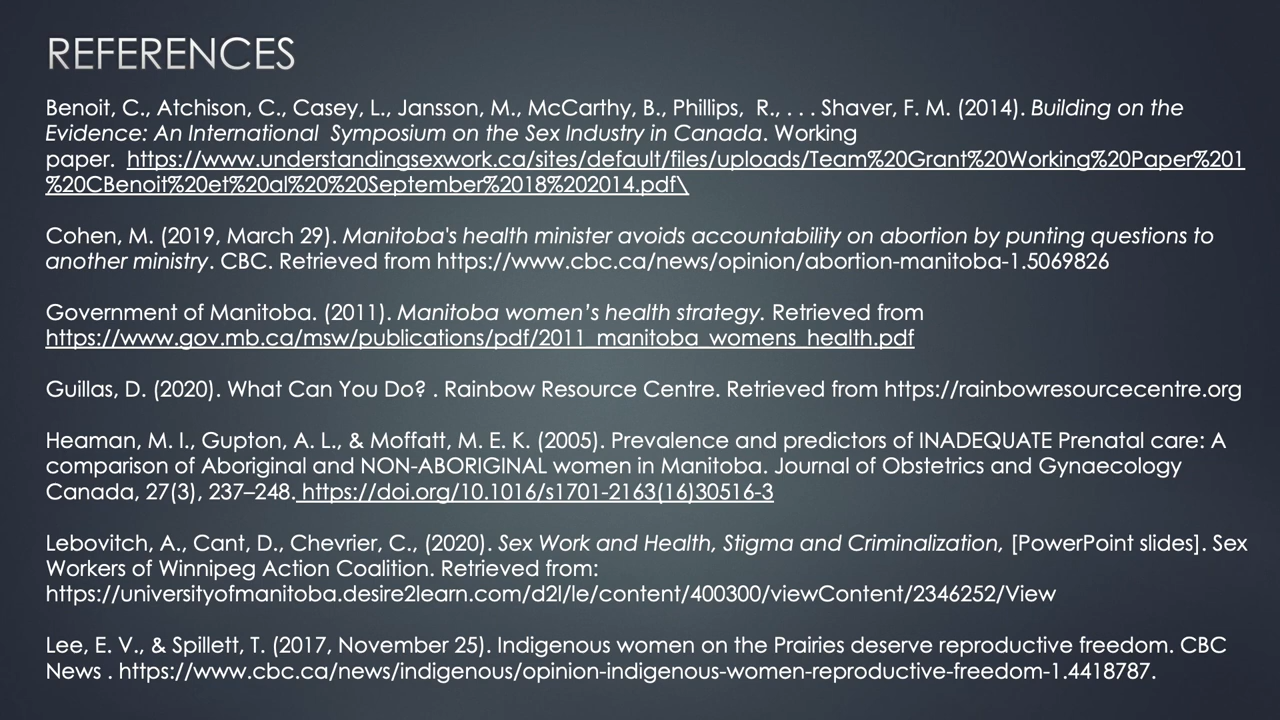 REFERENCES
Benoit, C., Atchison, C., Casey, L., Jansson, M., McCarthy, B., Phillips,  R., . . . Shaver, F. M. (2014). Building on the
Evidence: An International  Symposium on the Sex Industry in Canada. Working
paper.  https://www.understandingsexwork.ca/sites/default/files/uploads/Team%20Grant%20Working%20Paper%201
%20CBenoit%20et%20al%20%20September%2018%202014.pdf\
Cohen, M. (2019, March 29). Manitoba's health minister avoids accountability on abortion by punting questions to
another ministry. CBC. Retrieved from https://www.cbc.ca/news/opinion/abortion-manitoba-1.5069826
Government of Manitoba. (2011). Manitoba women’s health strategy. Retrieved from
https://www.gov.mb.ca/msw/publications/pdf/2011_manitoba_womens_health.pdf
Guillas, D. (2020). What Can You Do? . Rainbow Resource Centre. Retrieved from https://rainbowresourcecentre.org
Heaman, M. I., Gupton, A. L., & Moffatt, M. E. K. (2005). Prevalence and predictors of INADEQUATE Prenatal care: A
comparison of Aboriginal and NON-ABORIGINAL women in Manitoba. Journal of Obstetrics and Gynaecology
Canada, 27(3), 237–248. https://doi.org/10.1016/s1701-2163(16)30516-3
Lebovitch, A., Cant, D., Chevrier, C., (2020). Sex Work and Health, Stigma and Criminalization, [PowerPoint slides]. Sex
Workers of Winnipeg Action Coalition. Retrieved from:
https://universityofmanitoba.desire2learn.com/d2l/le/content/400300/viewContent/2346252/View
Lee, E. V., & Spillett, T. (2017, November 25). Indigenous women on the Prairies deserve reproductive freedom. CBC
News . https://www.cbc.ca/news/indigenous/opinion-indigenous-women-reproductive-freedom-1.4418787.